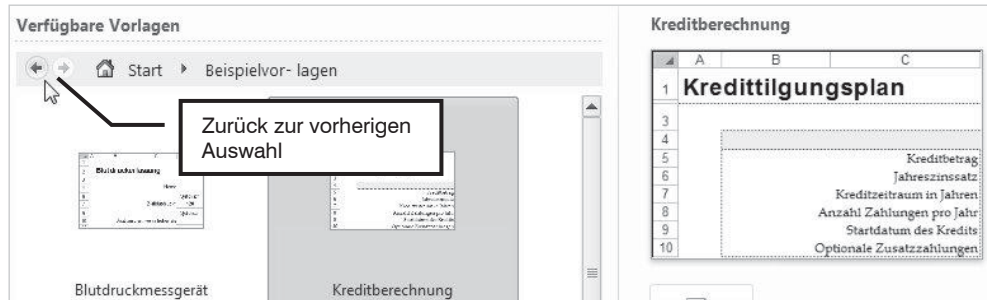 Verfügbare Vorlagen
Start Beispielvor- lagen
Zurück zur vorherigen
Auswahl
Blutdruckmessgerät
Kreditberechnung
Kreditberechnung
A B C
1 Kredittilgungsplan
3
4
5 Kreditbetrag
6 Jahreszinssatz
7 Kreditzeitraum in Jahren
8 Anzahl Zahlungen pro Jahr
9 Startdatum des Kredits
10 Optionale Zusatzzahlungen